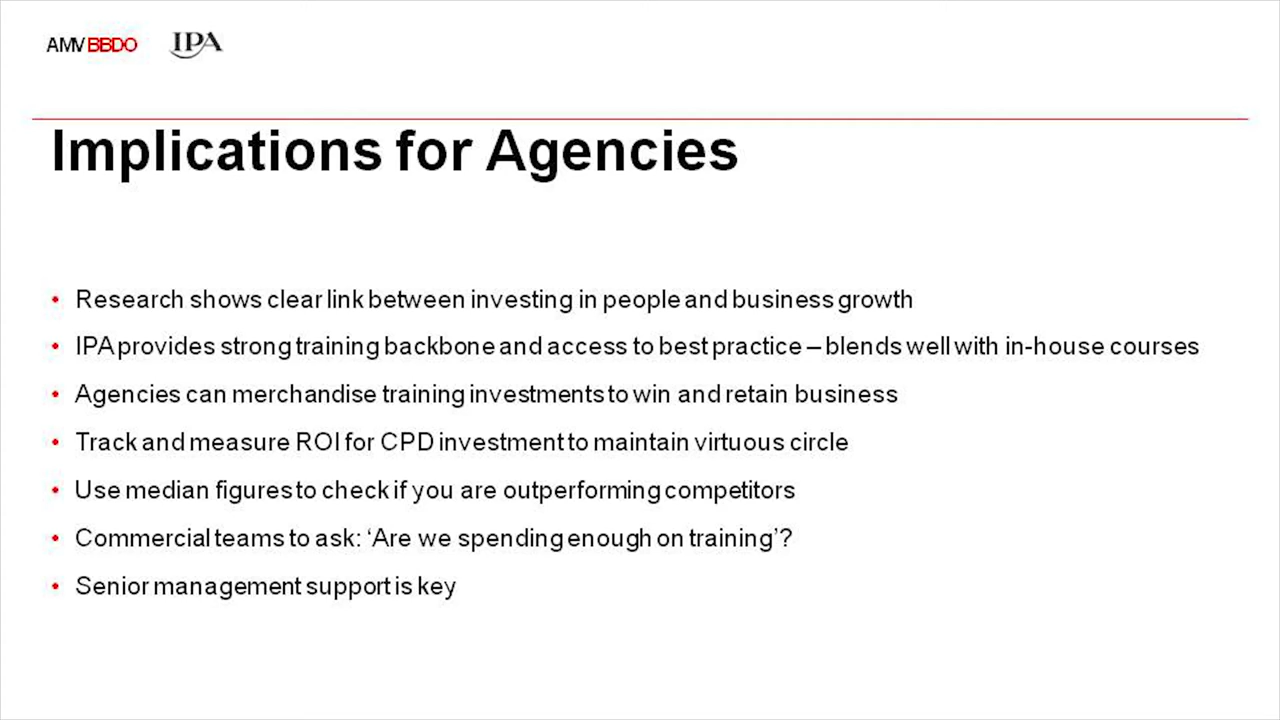 AMV BBDO IPA
Implications for Agencies
• Research shows clear link between investing in people and business growth
• IPA provides strong training backbone and access to best practice – blends well with in-house courses
• Agencies can merchandise training investments to win and retain business
• Track and measure ROI for CPD investment to maintain virtuous circle
• Use median figures to check if you are outperforming competitors
• Commercial teams to ask: ‘Are we spending enough on training’?
• Senior management support is key